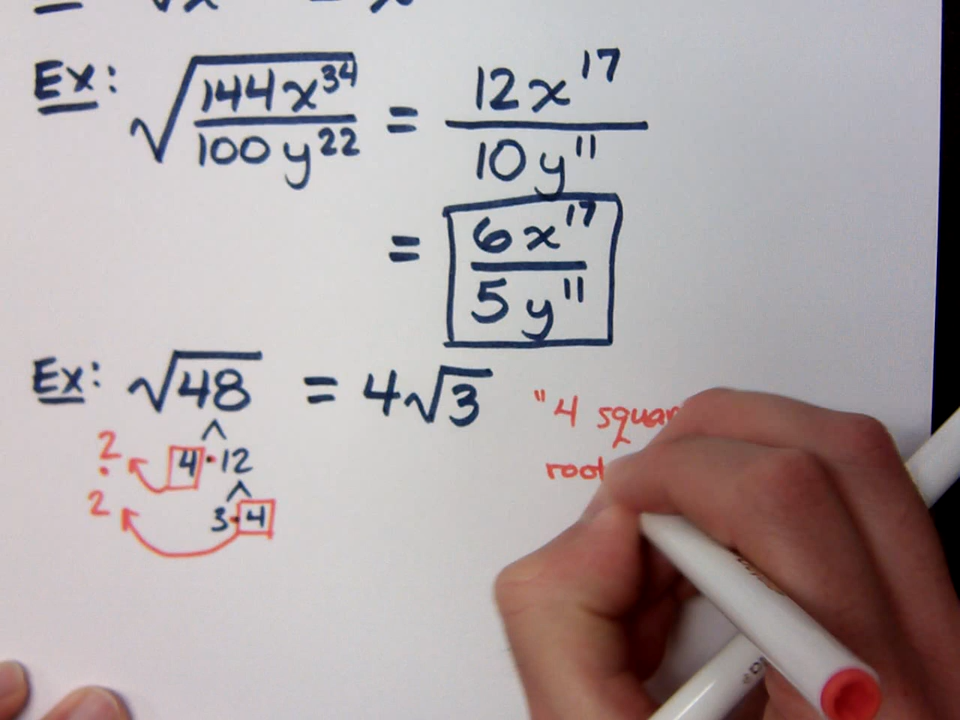 Ex: √(144x³⁴/100y²²) = 12x¹⁷/10y¹¹
= 6x¹⁷/5y¹¹
Ex: √48 = 4√3 "4 square
2 4·12 root
2 3·4